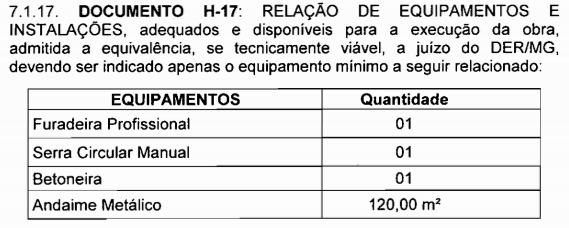 7.1.17. DOCUMENTO H-17: RELAÇÃO DE EQUIPAMENTOS E
INSTALAÇÕES, adequados e disponíveis para a execução da obra,
admitida a equivalência, se tecnicamente viável, a juízo do DER/MG,
devendo ser indicado apenas o equipamento mínimo a seguir relacionado:
EQUIPAMENTOS Quantidade
Furadeira Profissional 01
Serra Circular Manual 01
Betoneira 01
Andaime Metálico 120,00 m²